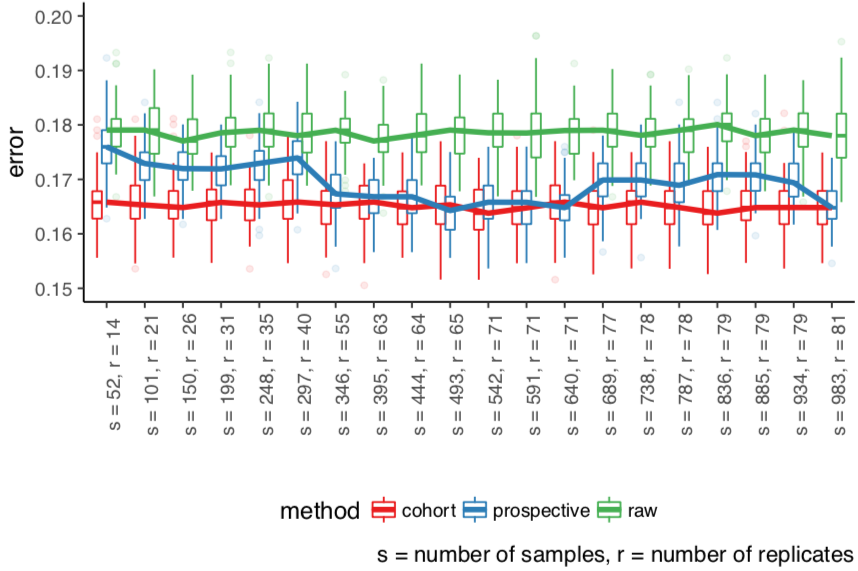 0.20
0.19
0.18
0.17
0.16
0.15
error
s = 52, r = 14
s = 101, r = 21
s = 150, r = 26
s = 199, r = 31
s = 248, r = 35
s = 297, r = 40
s = 346, r = 55
s = 395, r = 63
s = 444, r = 64
s = 493, r = 65
s = 542, r = 71
s = 591, r = 71
s = 640, r = 71
s = 689, r = 77
s = 738, r = 78
s = 787, r = 78
s = 836, r = 79
s = 885, r = 79
s = 934, r = 79
s = 983, r = 81
method cohort prospective raw
s = number of samples, r = number of replicates